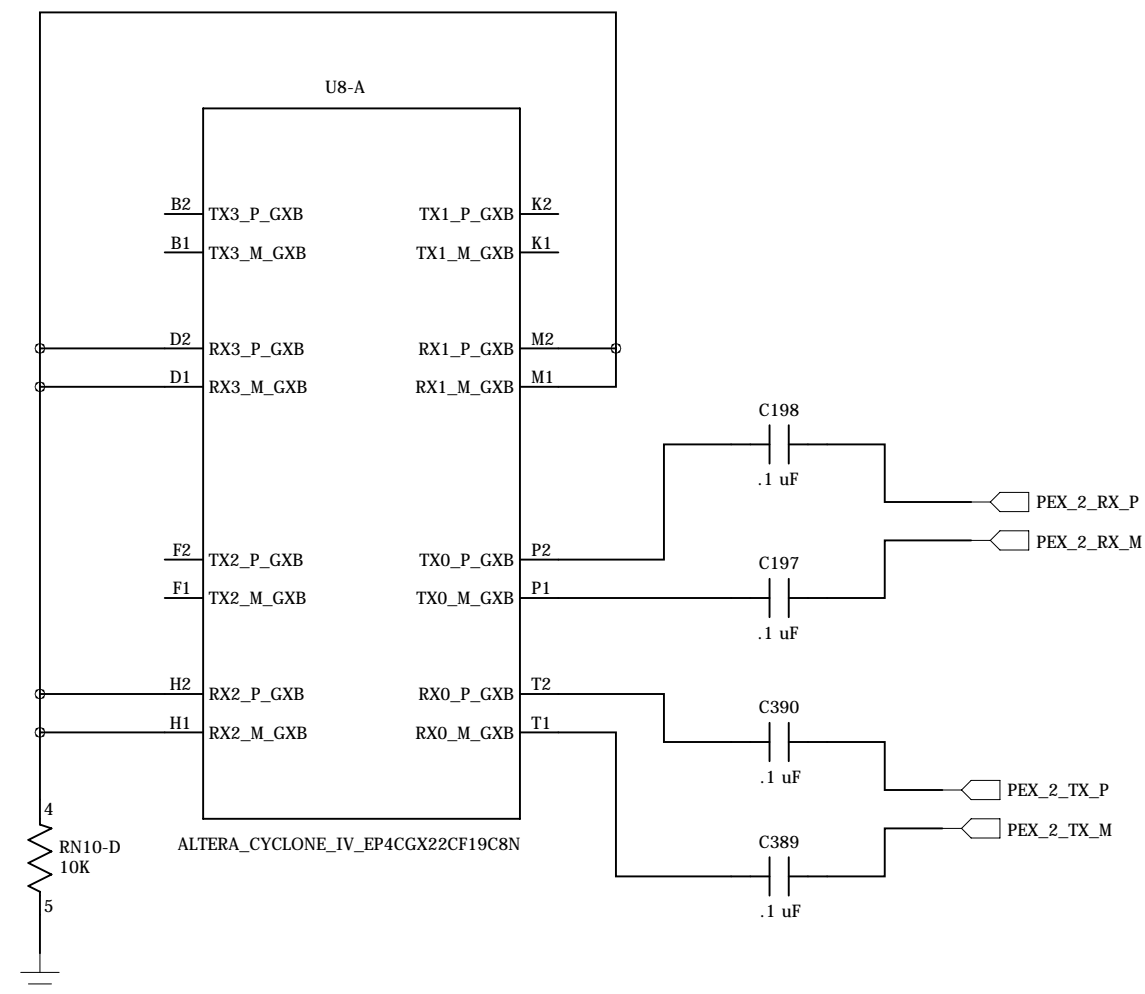 U8-A
B2 TX3_P_GXB TX1_P_GXB K2
B1 TX3_M_GXB TX1_M_GXB K1
D2 RX3_P_GXB RX1_P_GXB M2
D1 RX3_M_GXB RX1_M_GXB M1
C198
.1 uF
PEX_2_RX_P
PEX_2_RX_M
F2 TX2_P_GXB TX0_P_GXB P2
C197
F1 TX2_M_GXB TX0_M_GXB P1
.1 uF
H2 RX2_P_GXB RX0_P_GXB T2
C390
H1 RX2_M_GXB RX0_M_GXB T1
.1 uF
PEX_2_TX_P
4
PEX_2_TX_M
RN10-D
10K
ALTERA_CYCLONE_IV_EP4CGX22CF19C8N
C389
5
.1 uF